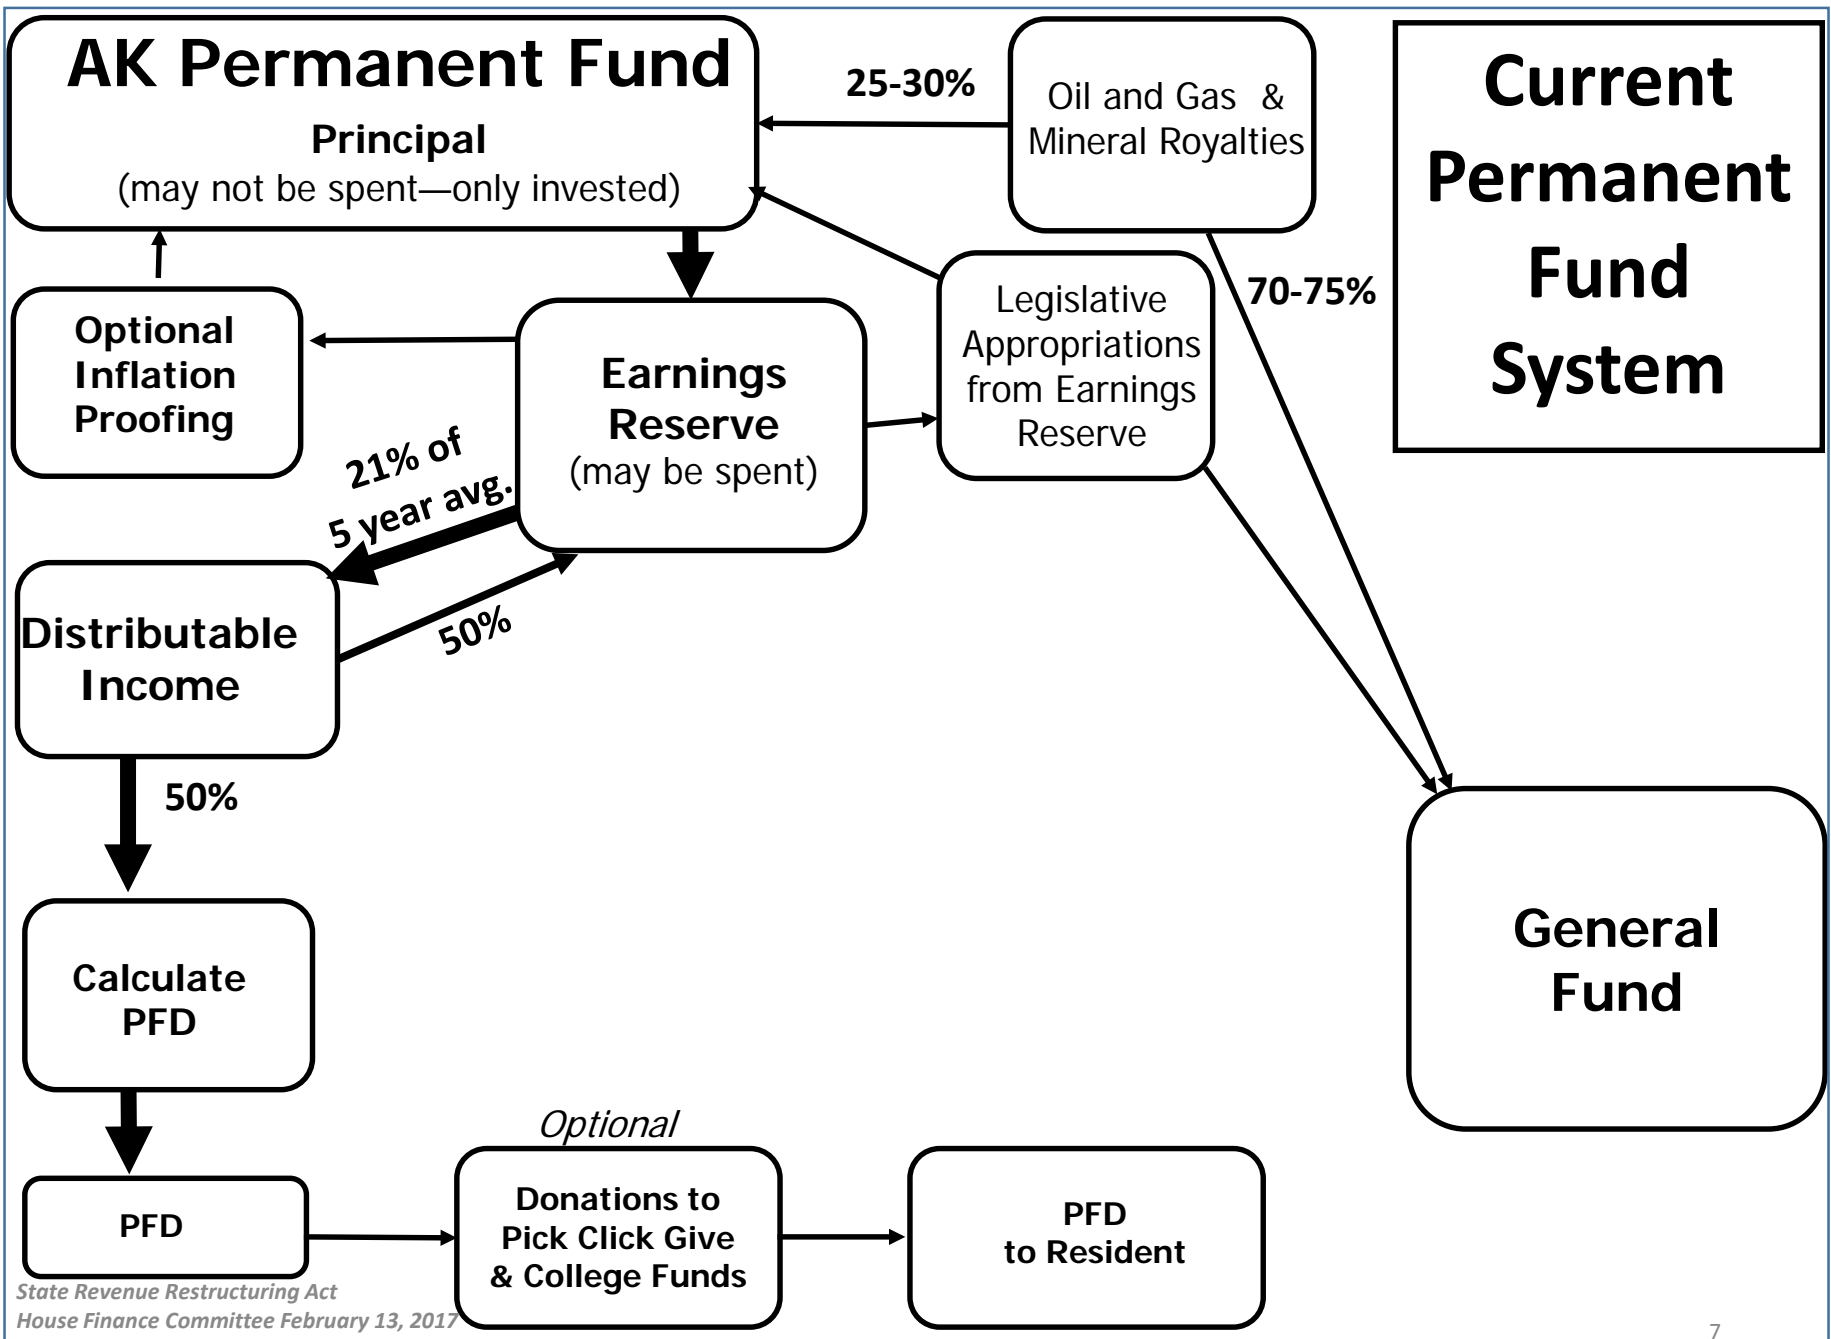 AK Permanent Fund
Principal
(may not be spent—only invested)
25-30%
Oil and Gas &
Mineral Royalties
Current
Permanent
Fund
System
70-75%
Legislative
Appropriations
from Earnings
Reserve
Optional
Inflation
Proofing
Earnings
Reserve
(may be spent)
21% of
5 year avg.
50%
Distributable
Income
50%
Calculate
PFD
General
Fund
PFD
Optional
Donations to
Pick Click Give
& College Funds
PFD
to Resident
State Revenue Restructuring Act
House Finance Committee February 13, 2017
7